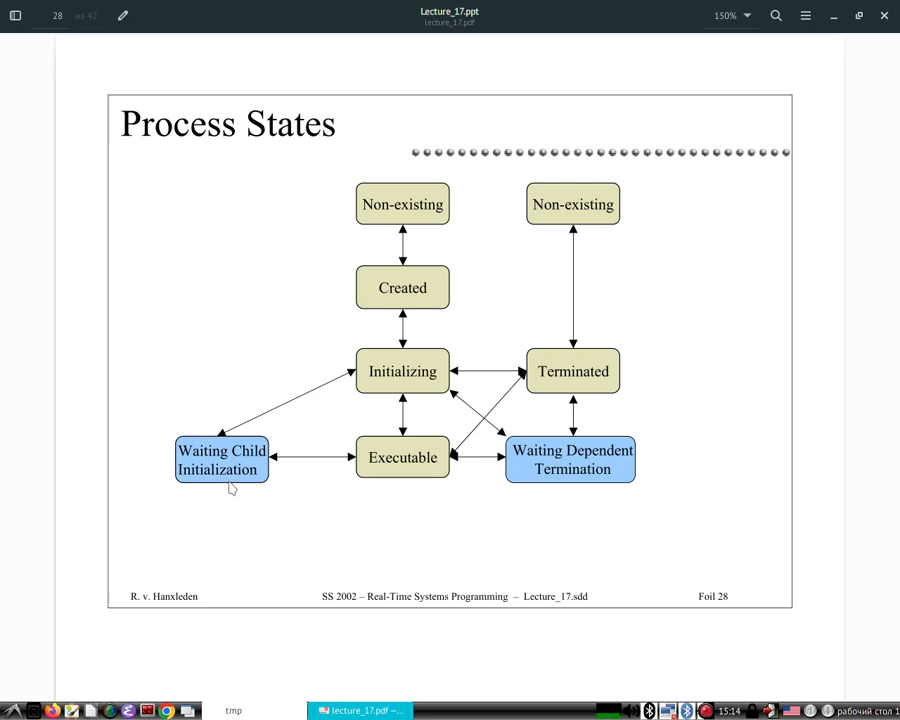 28 из 42
Lecture_17.ppt
lecture_17.pdf
150%
Process States
Non-existing
Non-existing
Created
Initializing
Terminated
Waiting Child
Initialization
Executable
Waiting Dependent
Termination
R. v. Hanxleden
SS 2002 – Real-Time Systems Programming – Lecture_17.sdd
Foil 28
tmp
lecture_17.pdf —...
15:14
рабочий стол 1